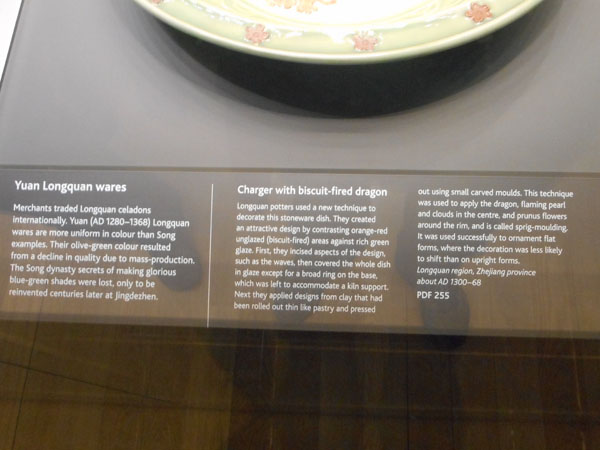 Yuan Longquan wares
Merchants traded Longquan celadons
internationally. Yuan (AD 1280–1368) Longquan
wares are more uniform in colour than Song
examples. Their olive-green colour resulted
from a decline in quality due to mass-production.
The Song dynasty secrets of making glorious
blue-green shades were lost, only to be
reinvented centuries later at Jingdezhen.
Charger with biscuit-fired dragon
Longquan potters used a new technique to
decorate this stoneware dish. They created
an attractive design by contrasting orange-red
unglazed (biscuit-fired) areas against rich green
glaze. First, they incised aspects of the design,
such as the waves, then covered the whole dish
in glaze except for a broad ring on the base,
which was left to accommodate a kiln support.
Next they applied designs from clay that had
been rolled out thin like pastry and pressed
out using small carved moulds. This technique
was used to apply the dragon, flaming pearl
and clouds in the centre, and prunus flowers
around the rim, and is called sprig-moulding.
It was used successfully to ornament flat
forms, where the decoration was less likely
to shift than on upright forms.
Longquan region, Zhejiang province
about AD 1300–68
PDF 255